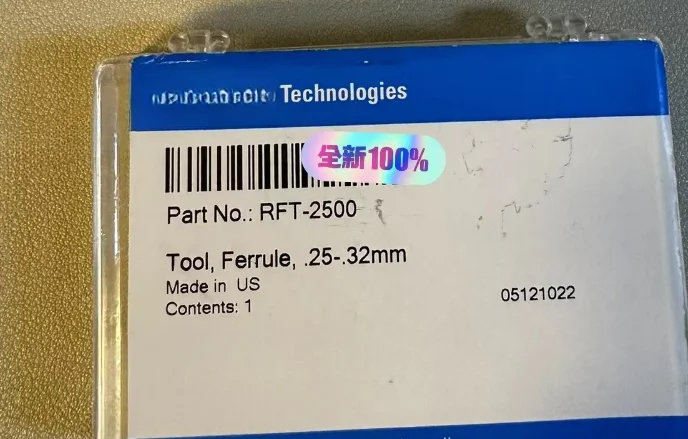 Technologies
全新100%
Part No.: RFT-2500
Tool, Ferrule, .25-.32mm
Made in US
Contents: 1
05121022